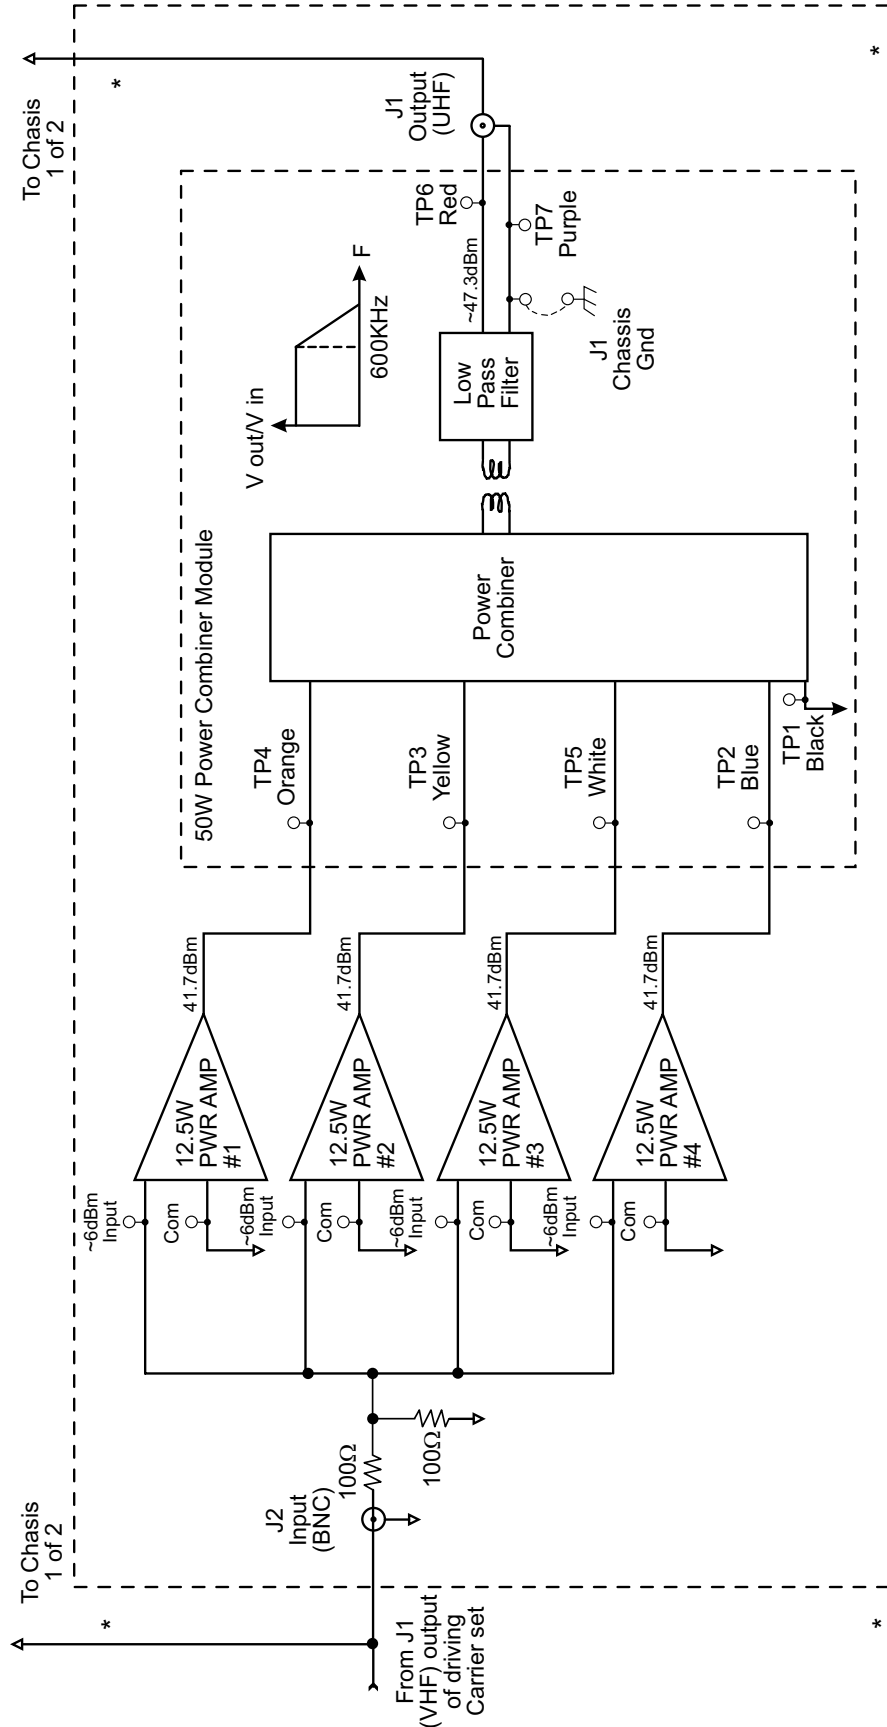 To Chasis
1 of 2
*
From J1
(VHF) output
of driving
Carrier set
*
J2
Input
(BNC)
100Ω
100Ω
~6dBm
Input
Com
12.5W
PWR AMP
#1
41.7dBm
~6dBm
Input
Com
12.5W
PWR AMP
#2
41.7dBm
~6dBm
Input
Com
12.5W
PWR AMP
#3
41.7dBm
~6dBm
Input
Com
12.5W
PWR AMP
#4
41.7dBm
50W Power Combiner Module
TP4
Orange
TP3
Yellow
TP5
White
TP2
Blue
TP1
Black
Power
Combiner
V out/V in
F
600KHz
Low
Pass
Filter
~47.3dBm
TP6
Red
TP7
Purple
J1
Chassis
Gnd
J1
Output
(UHF)
To Chasis
1 of 2
*
*